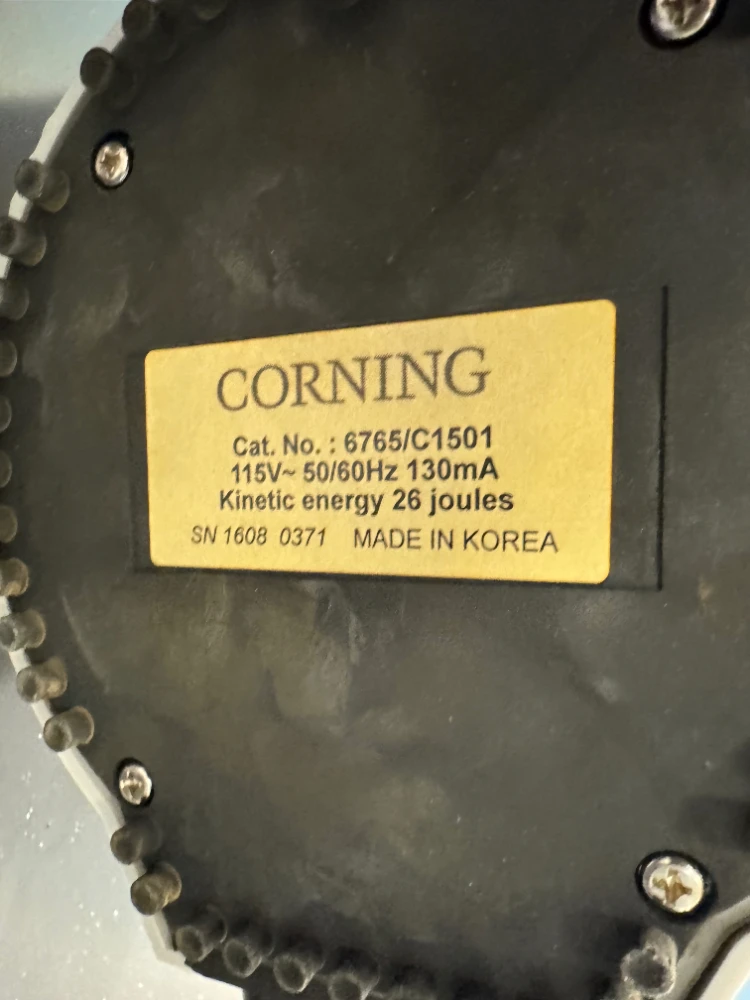 CORNING
Cat. No. : 6765/C1501
115V~ 50/60Hz 130mA
Kinetic energy 26 joules
SN 1608 0371 MADE IN KOREA